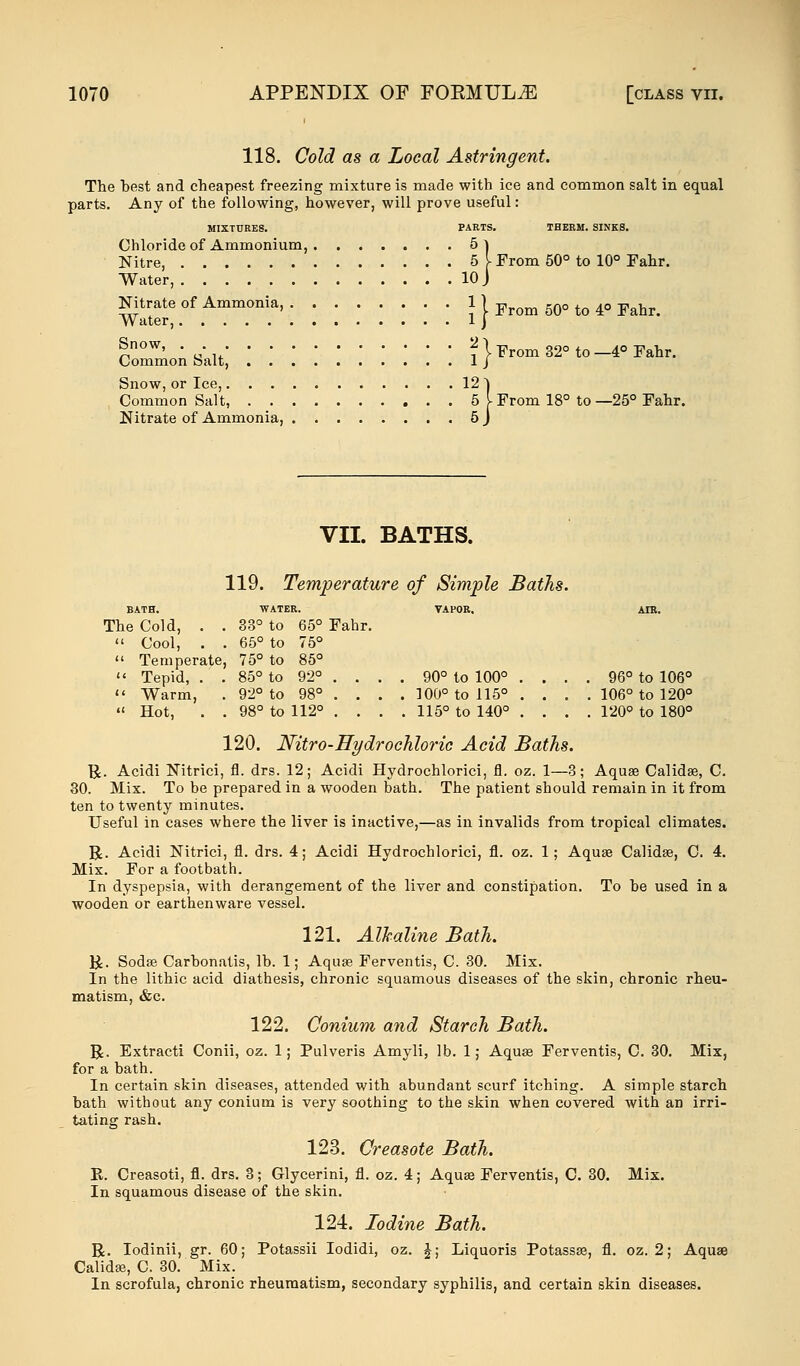 1070 APPENDIX OF FORMULÆ [CLASS VII.
118. Cold as a Local Astringent.
The best and cheapest freezing mixture is made with ice and common salt in equal
parts. Any of the following, however, will prove useful:
MIXTURES. PARTS. THERM. SINKS.
Chloride of Ammonium, . . . . . . . 5
Nitre, . . . . . . . . . . . . . 5 } From 50° to 10° Fahr.
Water, . . . . . . . . . . . . . 10
Nitrate of Ammonia, . . . . . . . . 1 } From 50° to 4° Fahr.
Water, . . . . . . . . . . . . . 1
Snow, . . . . . . . . . . . . . 2 } From 32° to —4° Fahr.
Common Salt, . . . . . . . . . . 1
Snow, or Ice, . . . . . . . . . . . 12
Common Salt, . . . . . . . . . . 5 } From 18° to —25° Fahr.
Nitrate of Ammonia, . . . . . . . . 5
VII. BATHS.
119. Temperature of Simple Baths.
BATH. WATER. VAPOR. AIR.
The Cold, . . 33° to 65° Fahr.
" Cool, . . 65° to 75°
" Temperate, 75° to 85°
" Tepid, . . 85° to 92° . . . . 90° to 100° . . . . 96° to 106°
" Warm, . 92° to 98° . . . . 100° to 115° . . . . 106° to 120°
" Hot, . . 98° to 112° . . . . 115° to 140° . . . . 120° to 180°
120. Nitro-Hydrochloric Acid Baths.
℞. Acidi Nitrici, fl. drs. 12; Acidi Hydrochlorici, fl. oz. 1—3; Aquæ Calidæ, C.
30. Mix. To be prepared in a wooden bath. The patient should remain in it from
ten to twenty minutes.
Useful in cases where the liver is inactive,—as in invalids from tropical climates.
℞. Acidi Nitrici, fl. drs. 4; Acidi Hydrochlorici, fl. oz. 1; Aquæ Calidæ, C. 4.
Mix. For a footbath.
In dyspepsia, with derangement of the liver and constipation. To be used in a
wooden or earthenware vessel.
121. Alkaline Bath.
℞. Sodæ Carbonatis, lb. 1; Aquæ Ferventis, C. 30. Mix.
In the lithic acid diathesis, chronic squamous diseases of the skin, chronic rheu-
matism, &c.
122. Conium and Starch Bath.
℞. Extracti Conii, oz. 1; Pulveris Amyli, lb. 1; Aquæ Ferventis, C. 30. Mix,
for a bath.
In certain skin diseases, attended with abundant scurf itching. A simple starch
bath without any conium is very soothing to the skin when covered with an irri-
tating rash.
123. Creasote Bath.
R. Creasoti, fl. drs. 3; Glycerini, fl. oz. 4; Aquæ Ferventis, C. 30. Mix.
In squamous disease of the skin.
124. Iodine Bath.
℞. Iodinii, gr. 60; Potassii Iodidi, oz. ½; Liquoris Potassæ, fl. oz. 2; Aquæ
Calidæ, C. 30. Mix.
In scrofula, chronic rheumatism, secondary syphilis, and certain skin diseases.